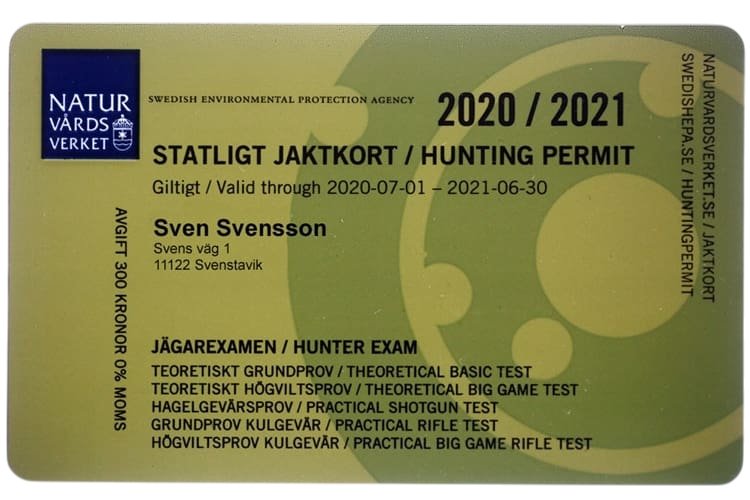 NATUR
VÅRDS
VERKET
SWEDISH ENVIRONMENTAL PROTECTION AGENCY
2020 / 2021
STATLIGT JAKTKORT / HUNTING PERMIT
Giltigt / Valid through 2020-07-01 – 2021-06-30
Sven Svensson
Svens väg 1
11122 Svenstavik
AVGIFT 300 KRONOR 0% MOMS
JÄGAREXAMEN / HUNTER EXAM
TEORETISKT GRUNDPROV / THEORETICAL BASIC TEST
TEORETISKT HÖGVILTSPROV / THEORETICAL BIG GAME TEST
HAGELGEVÄRSPROV / PRACTICAL SHOTGUN TEST
GRUNDPROV KULGEVÄR / PRACTICAL RIFLE TEST
HÖGVILTSPROV KULGEVÄR / PRACTICAL BIG GAME RIFLE TEST
NATURVARDSVERKET.SE / JAKTKORT
SWEDISHEPA.SE / HUNTINGPERMIT